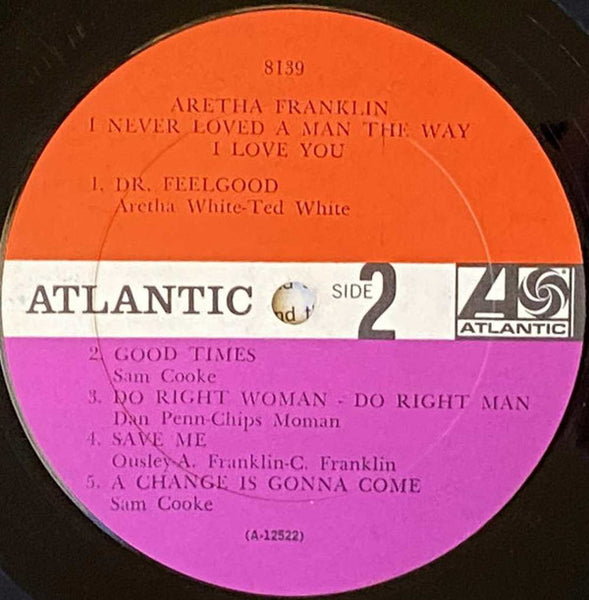 8139
ARETHA FRANKLIN
I NEVER LOVED A MAN THE WAY
I LOVE YOU
1. DR. FEELGOOD
Aretha White-Ted White
ATLANTIC
SIDE 2
ATLANTIC
2. GOOD TIMES
Sam Cooke
3. DO RIGHT WOMAN - DO RIGHT MAN
Dan Penn-Chips Moman
4. SAVE ME
Ousley-A. Franklin-C. Franklin
5. A CHANGE IS GONNA COME
Sam Cooke
(A-12522)